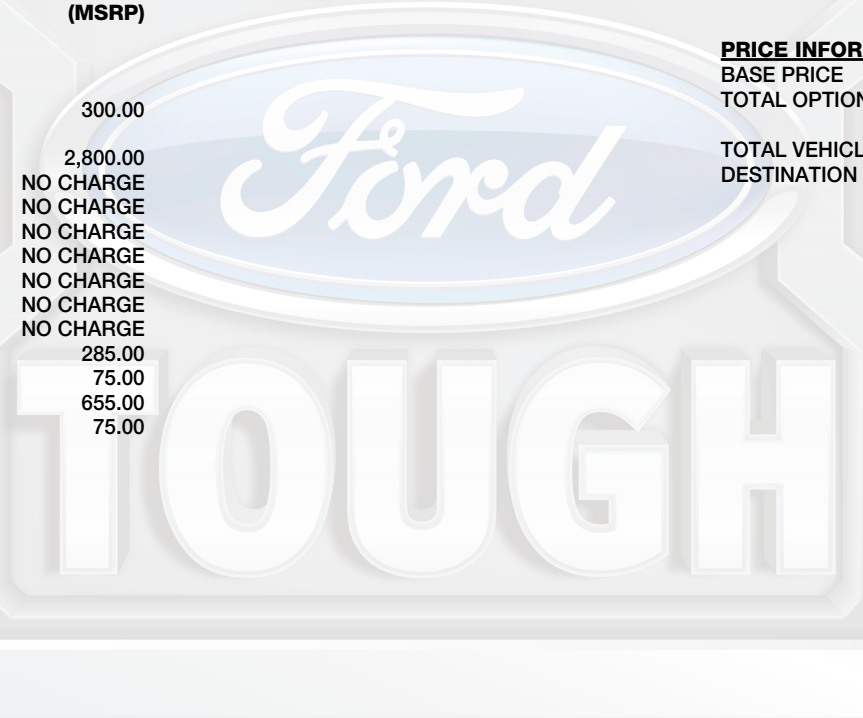 (MSRP)
300.00
2,800.00
NO CHARGE
NO CHARGE
NO CHARGE
NO CHARGE
NO CHARGE
NO CHARGE
NO CHARGE
285.00
75.00
655.00
75.00
PRICE INFOR
BASE PRICE
TOTAL OPTION
TOTAL VEHICL
DESTINATION
Ford
TOUGH